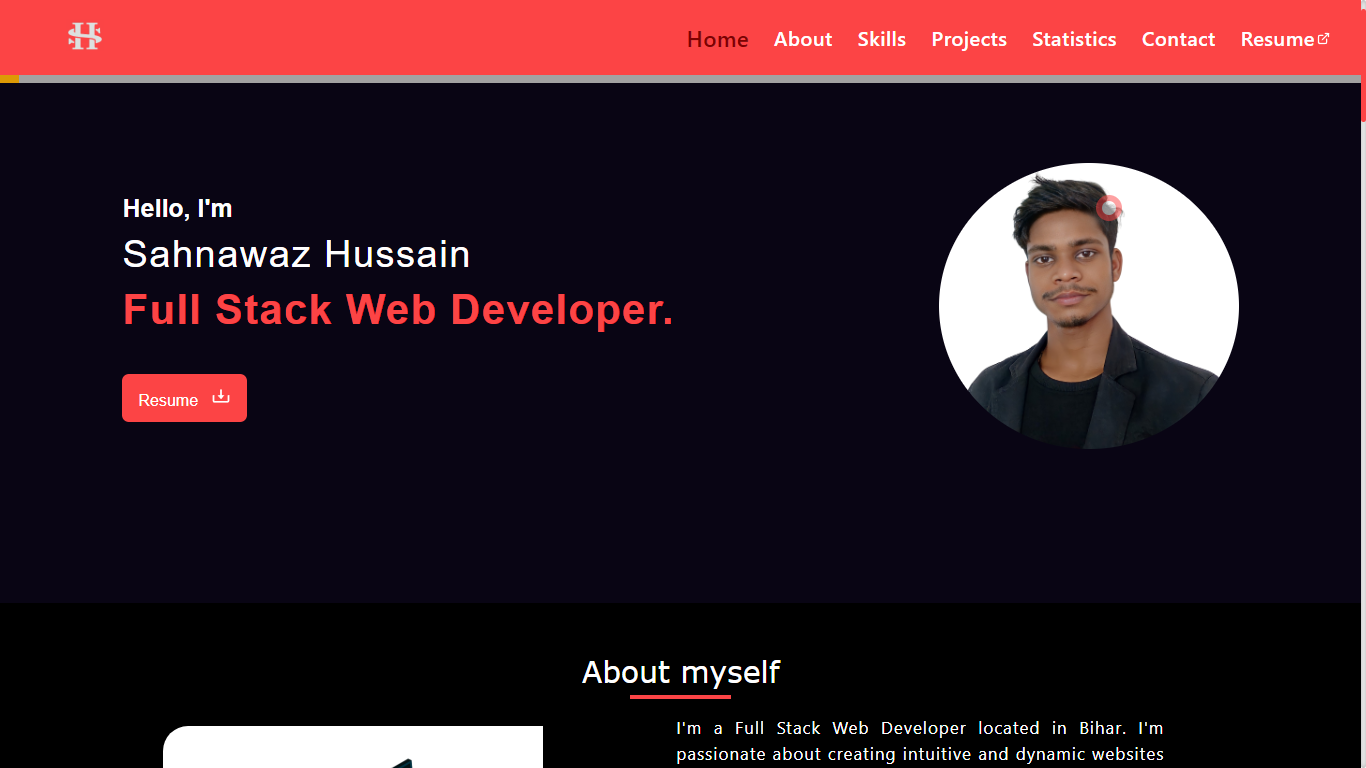 Home About Skills Projects Statistics Contact Resume
Hello, I'm
Sahnawaz Hussain
Full Stack Web Developer.
Resume
About myself
I'm a Full Stack Web Developer located in Bihar. I'm
passionate about creating intuitive and dynamic websites